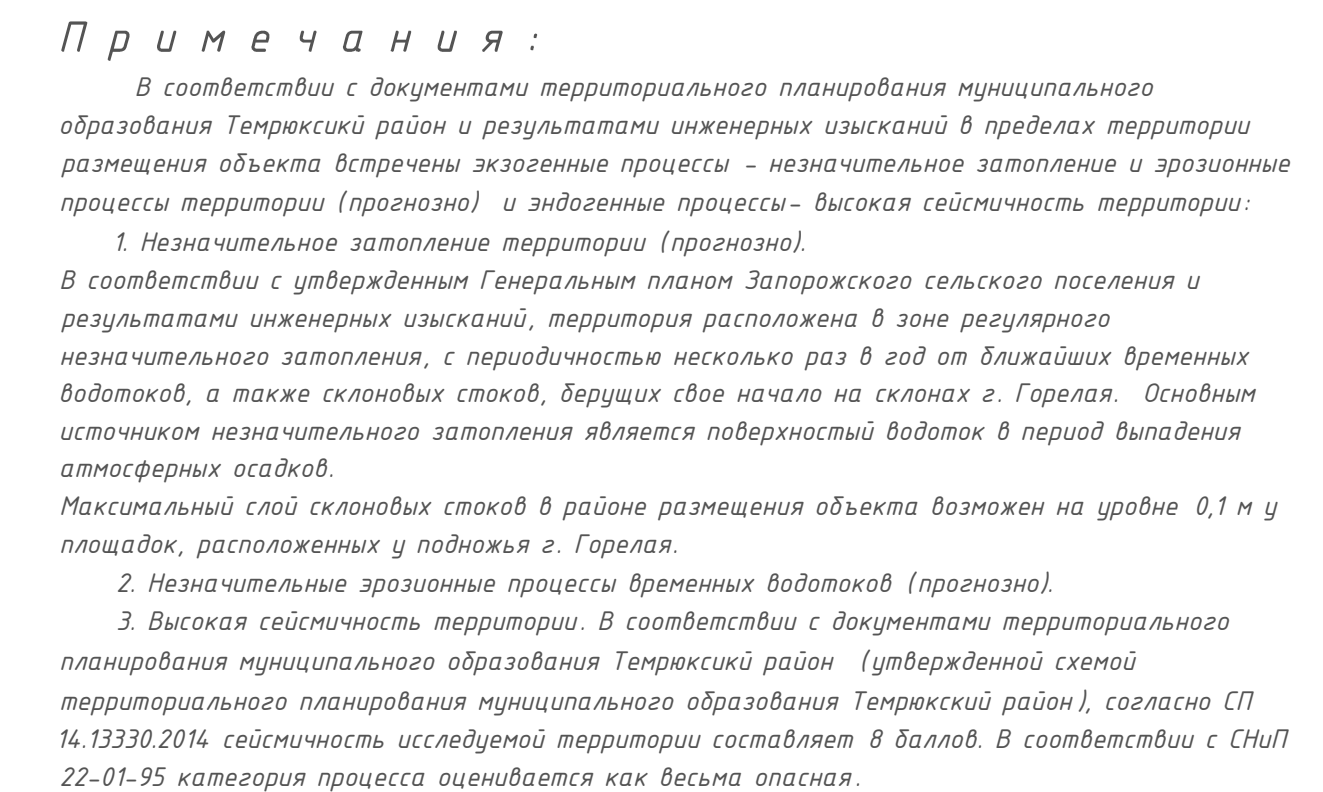 Примечания:
В соответствии с документами территориального планирования муниципального
образования Темрюксикй район и результатами инженерных изысканий в пределах территории
размещения объекта встречены экзогенные процессы - незначительное затопление и эрозионные
процессы территории (прогнозно) и эндогенные процессы- высокая сейсмичность территории:
1. Незначительное затопление территории (прогнозно).
В соответствии с утвержденным Генеральным планом Запорожского сельского поселения и
результатами инженерных изысканий, территория расположена в зоне регулярного
незначительного затопления, с периодичностью несколько раз в год от ближайших временных
водотоков, а также склоновых стоков, берущих свое начало на склонах г. Горелая. Основным
источником незначительного затопления является поверхностый водоток в период выпадения
атмосферных осадков.
Максимальный слой склоновых стоков в районе размещения объекта возможен на уровне 0,1 м у
площадок, расположенных у подножья г. Горелая.
2. Незначительные эрозионные процессы временных водотоков (прогнозно).
3. Высокая сейсмичность территории. В соответствии с документами территориального
планирования муниципального образования Темрюксикй район (утвержденной схемой
территориального планирования муниципального образования Темрюкский район), согласно СП
14.13330.2014 сейсмичность исследуемой территории составляет 8 баллов. В соответствии с СНиП
22-01-95 категория процесса оценивается как весьма опасная.